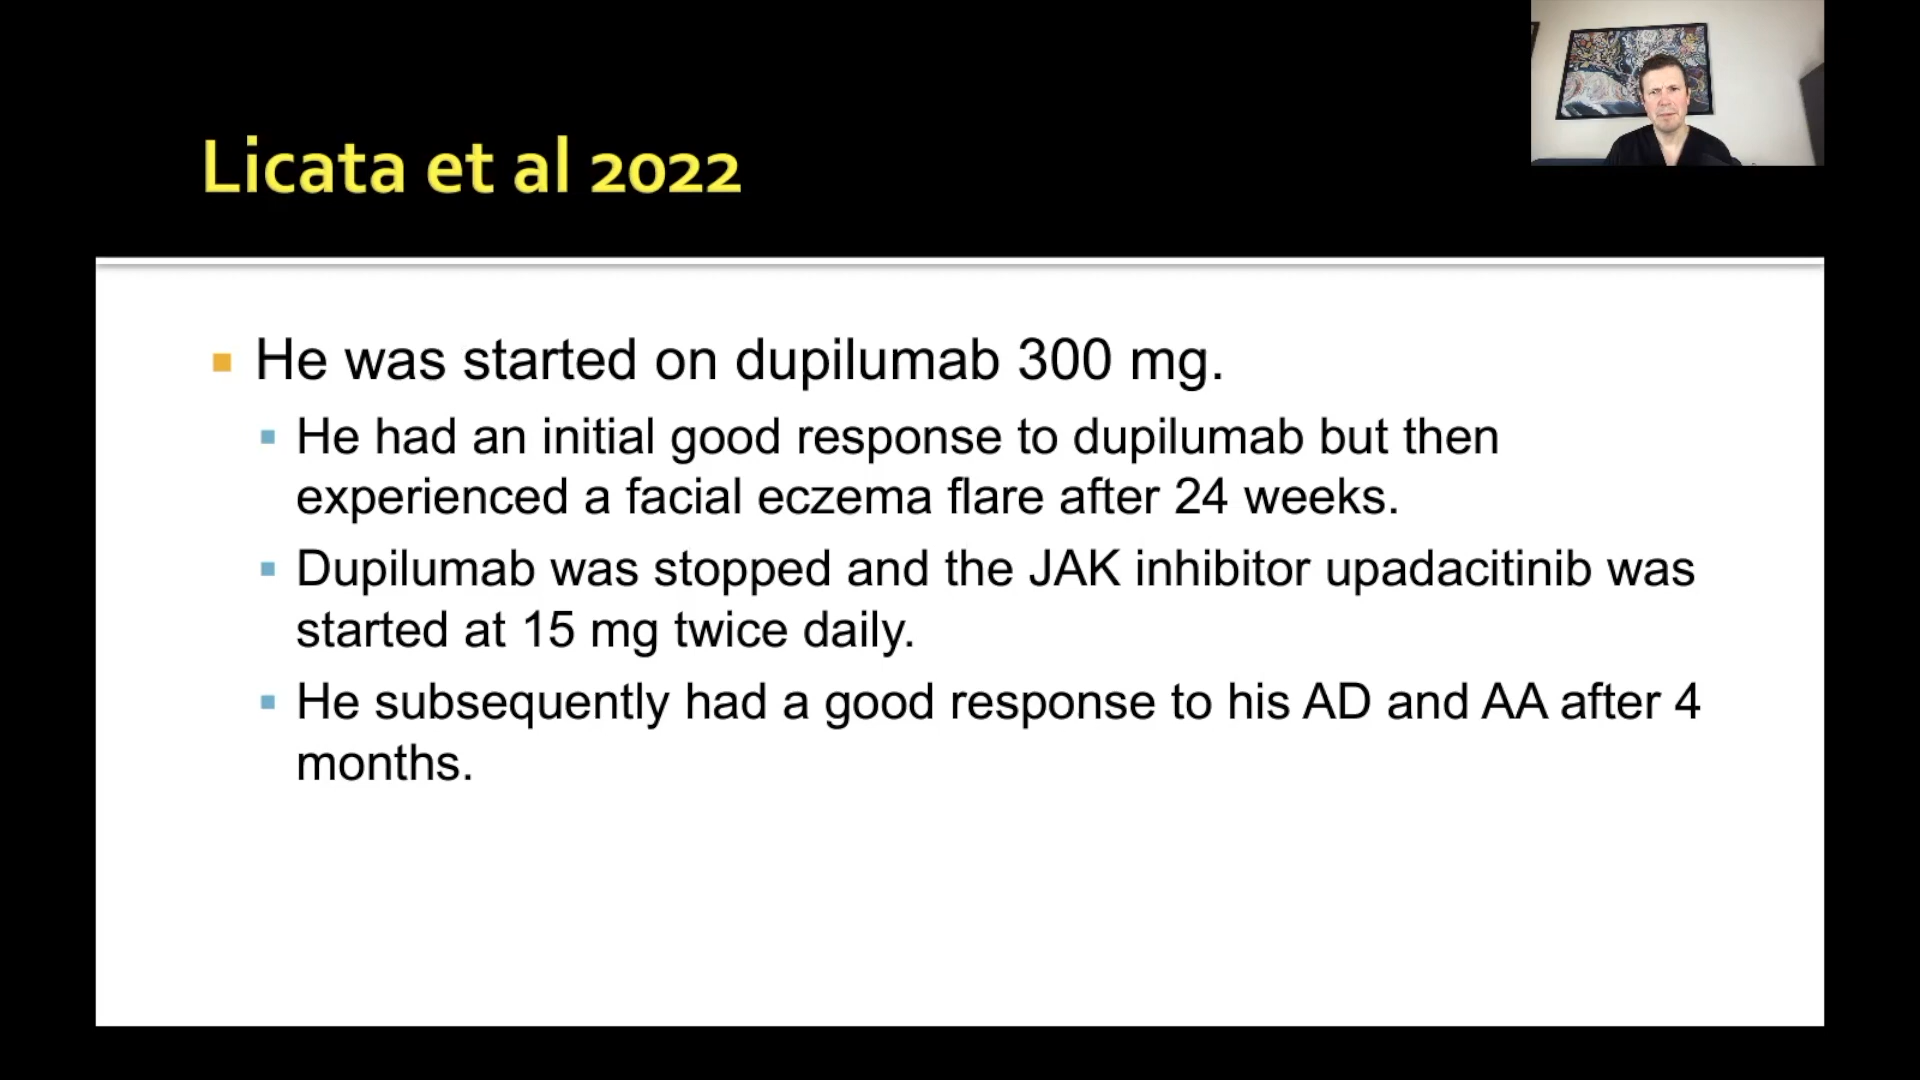 Licata et al 2022
He was started on dupilumab 300 mg.
He had an initial good response to dupilumab but then
experienced a facial eczema flare after 24 weeks.
Dupilumab was stopped and the JAK inhibitor upadacitinib was
started at 15 mg twice daily.
He subsequently had a good response to his AD and AA after 4
months.